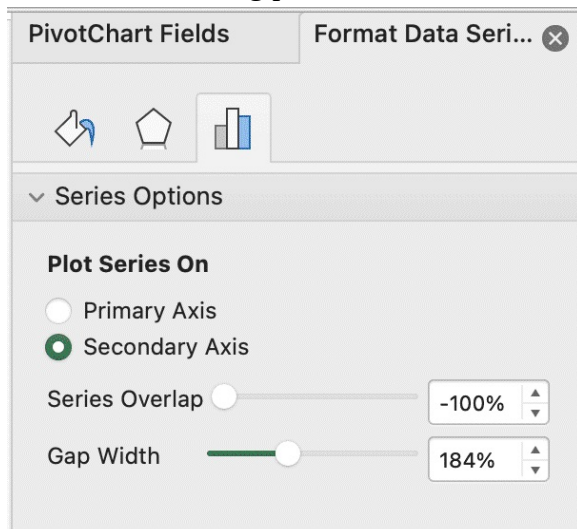 PivotChart Fields
Format Data Seri...
Series Options
Plot Series On
Primary Axis
Secondary Axis
Series Overlap
-100%
Gap Width
184%